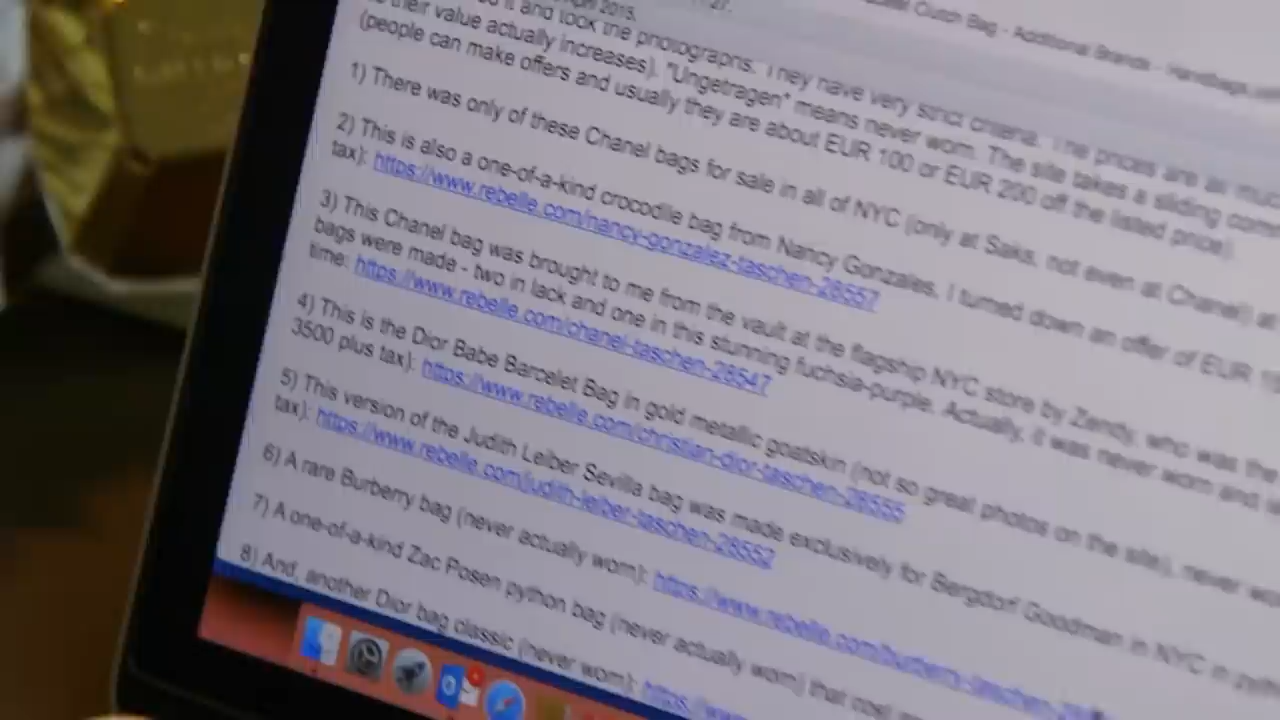 Clutch Bag - Additional Brands - Handbags
2015.
it and took the photographs. They have very strict criteria. The prices are as much
their value actually increases). "Ungetragen" means never worn. The site takes a sliding
(people can make offers and usually they are about EUR 100 or EUR 200 off the listed price).
1) There was only of these Chanel bags for sale in all of NYC (only at Saks, not even at Chanel) at
2) This is also a one-of-a-kind crocodile bag from Nancy Gonzales. I turned down an offer of EUR
tax): https://www.rebelle.com/nancy-gonzalez-taschen-28557
3) This Chanel bag was brought to me from the vault at the flagship NYC store by Zendy, who was the
bags were made - two in lack and one in this stunning fuchsia-purple. Actually, it was never worn and
time: https://www.rebelle.com/chanel-taschen-28547
4) This is the Dior Babe Barcelet Bag in gold metallic goatskin (not so great photos on the site), never
3500 plus tax): https://www.rebelle.com/christian-dior-taschen-28555
5) This version of the Judith Leiber Sevilla bag was made exclusively for Bergdorf Goodman in NYC in
tax): https://www.rebelle.com/judith-leiber-taschen-28552
6) A rare Burberry bag (never actually worn): https://www.rebelle.com/burberry-taschen-
7) A one-of-a-kind Zac Posen python bag (never actually worn) that cost
8) And, another Dior bag classic (never worn): https://www